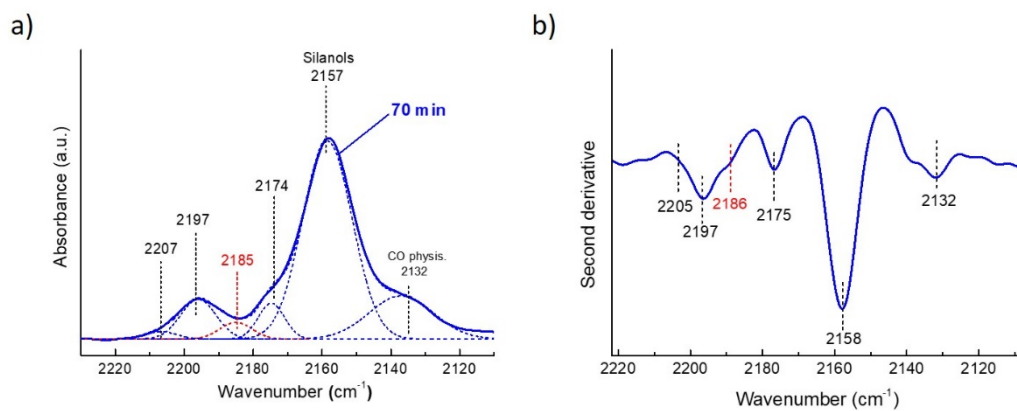 a)
Silanols
2157
70 min
2174
2197
2207
2185
CO physis.
2132
Absorbance (a.u.)
2220 2200 2180 2160 2140 2120
Wavenumber (cm-1)
b)
2205
2197
2186
2175
2158
2132
Second derivative
2220 2200 2180 2160 2140 2120
Wavenumber (cm-1)